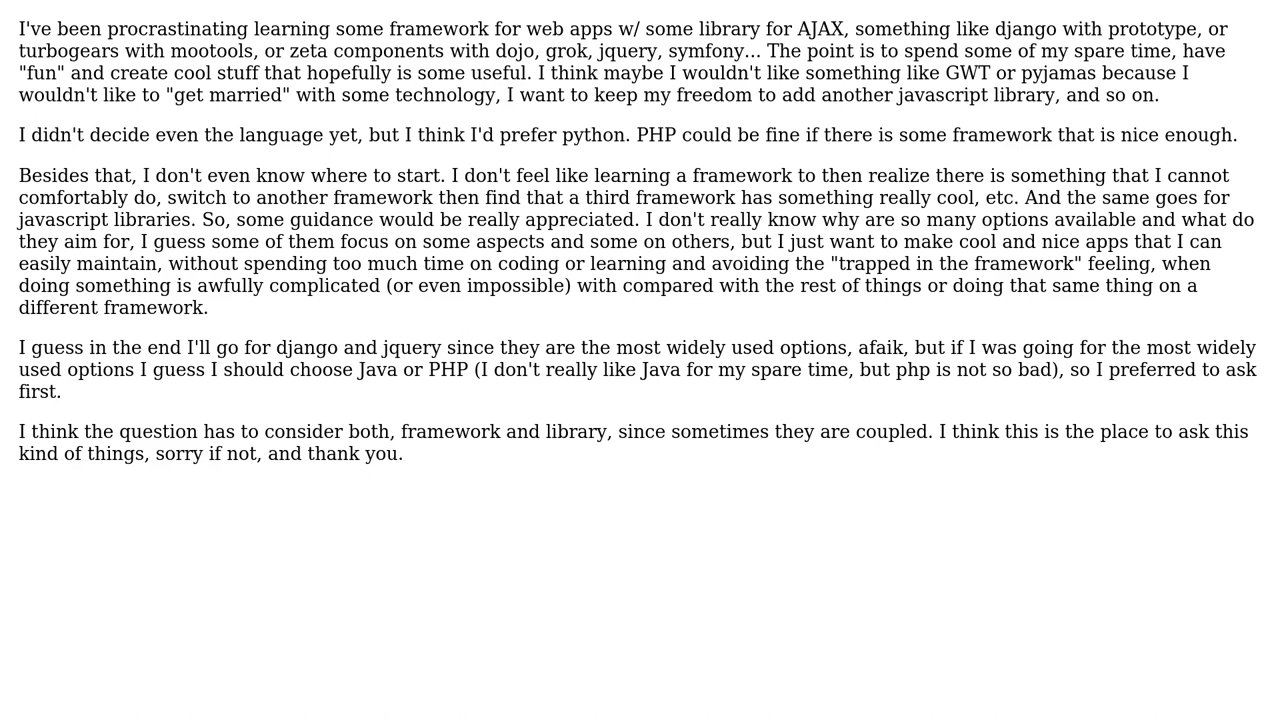 I've been procrastinating learning some framework for web apps w/ some library for AJAX, something like django with prototype, or
turbogears with mootools, or zeta components with dojo, grok, jquery, symfony... The point is to spend some of my spare time, have
"fun" and create cool stuff that hopefully is some useful. I think maybe I wouldn't like something like GWT or pyjamas because I
wouldn't like to "get married" with some technology, I want to keep my freedom to add another javascript library, and so on.
I didn't decide even the language yet, but I think I'd prefer python. PHP could be fine if there is some framework that is nice enough.
Besides that, I don't even know where to start. I don't feel like learning a framework to then realize there is something that I cannot
comfortably do, switch to another framework then find that a third framework has something really cool, etc. And the same goes for
javascript libraries. So, some guidance would be really appreciated. I don't really know why are so many options available and what do
they aim for, I guess some of them focus on some aspects and some on others, but I just want to make cool and nice apps that I can
easily maintain, without spending too much time on coding or learning and avoiding the "trapped in the framework" feeling, when
doing something is awfully complicated (or even impossible) with compared with the rest of things or doing that same thing on a
different framework.
I guess in the end I'll go for django and jquery since they are the most widely used options, afaik, but if I was going for the most widely
used options I guess I should choose Java or PHP (I don't really like Java for my spare time, but php is not so bad), so I preferred to ask
first.
I think the question has to consider both, framework and library, since sometimes they are coupled. I think this is the place to ask this
kind of things, sorry if not, and thank you.